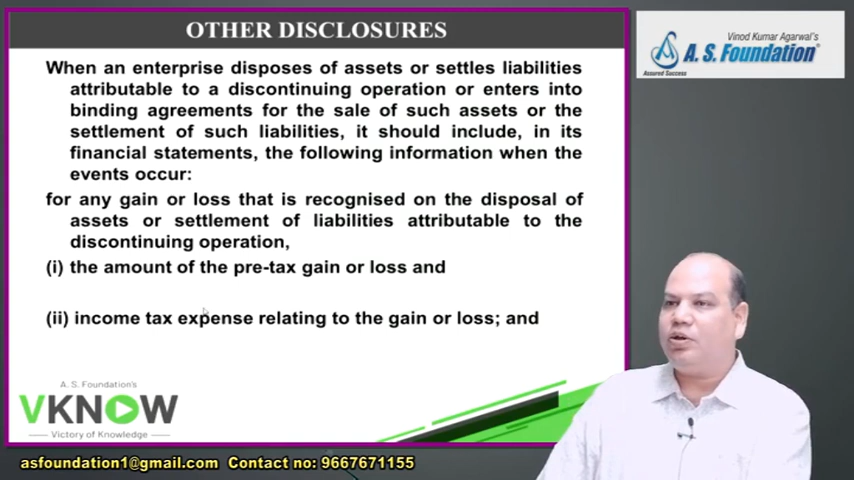 OTHER DISCLOSURES
When an enterprise disposes of assets or settles liabilities
attributable to a discontinuing operation or enters into
binding agreements for the sale of such assets or the
settlement of such liabilities, it should include, in its
financial statements, the following information when the
events occur:
for any gain or loss that is recognised on the disposal of
assets or settlement of liabilities attributable to the
discontinuing operation,
(i) the amount of the pre-tax gain or loss and
(ii) income tax expense relating to the gain or loss; and
Vinod Kumar Agarwal's
A. S. Foundation®
Assured Success
A. S. Foundation's
VKNOW
Victory of Knowledge
asfoundation1@gmail.com Contact no: 9667671155